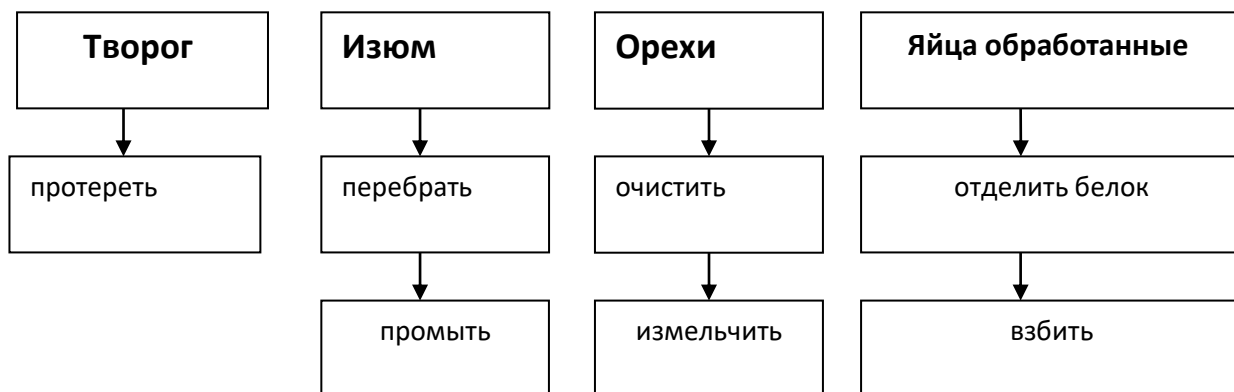 Творог
Изюм
Орехи
Яйца обработанные
протереть
перебрать
очистить
отделить белок
промыть
измельчить
взбить